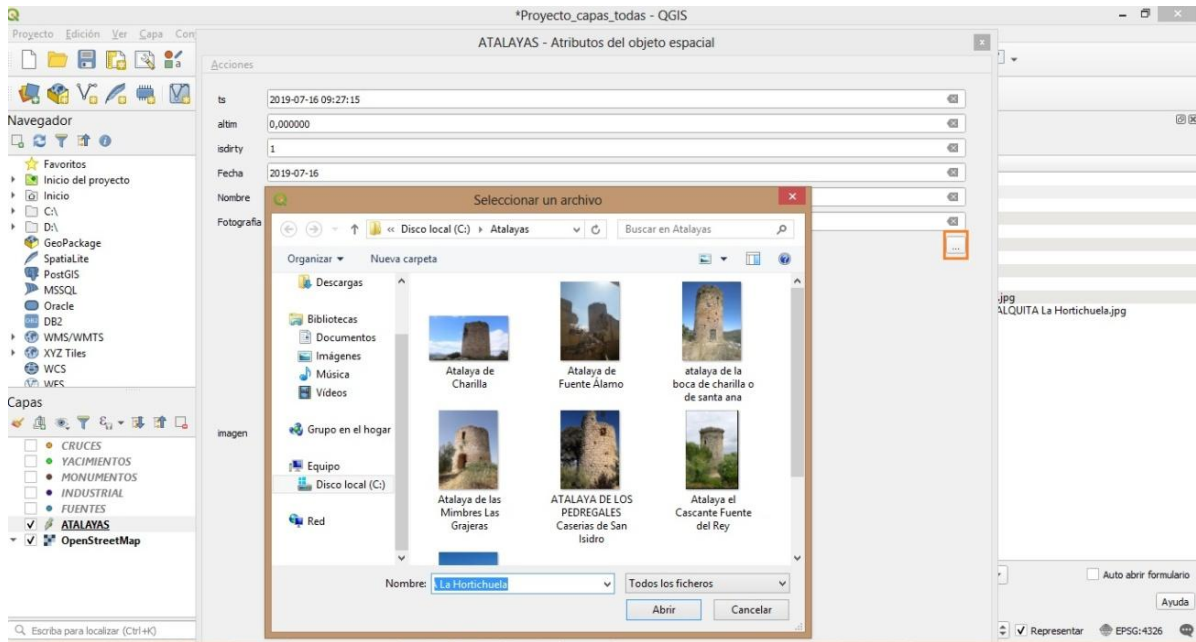 *Proyecto_capas_todas - QGIS
Proyecto Edición Ver Capa Con
ATALAYAS - Atributos del objeto espacial
Acciones
ts 2019-07-16 09:27:15
altim 0,000000
isdirty 1
Fecha 2019-07-16
Nombre
Fotografia
...
imagen
Navegador
Favoritos
Inicio del proyecto
Inicio
C:\
D:\
GeoPackage
SpatiaLite
PostGIS
MSSQL
Oracle
DB2
WMS/WMTS
XYZ Tiles
WCS
WFS
Capas
CRUCES
YACIMIENTOS
MONUMENTOS
INDUSTRIAL
FUENTES
ATALAYAS
OpenStreetMap
Escriba para localizar (Ctrl+K)
Seleccionar un archivo
« Disco local (C:) Atalayas
Buscar en Atalayas
Organizar
Nueva carpeta
Descargas
Bibliotecas
Documentos
Imágenes
Música
Vídeos
Grupo en el hogar
Equipo
Disco local (C:)
Red
Atalaya de
Charilla
Atalaya de
Fuente Álamo
atalaya de la
boca de charilla o
de santa ana
Atalaya de las
Mimbres Las
Grajeras
ATALAYA DE LOS
PEDREGALES
Caserias de San
Isidro
Atalaya el
Cascante Fuente
del Rey
Nombre: La Hortichuela
Todos los ficheros
Abrir
Cancelar
.jpg
ALQUITA La Hortichuela.jpg
Auto abrir formulario
Ayuda
Representar
EPSG:4326